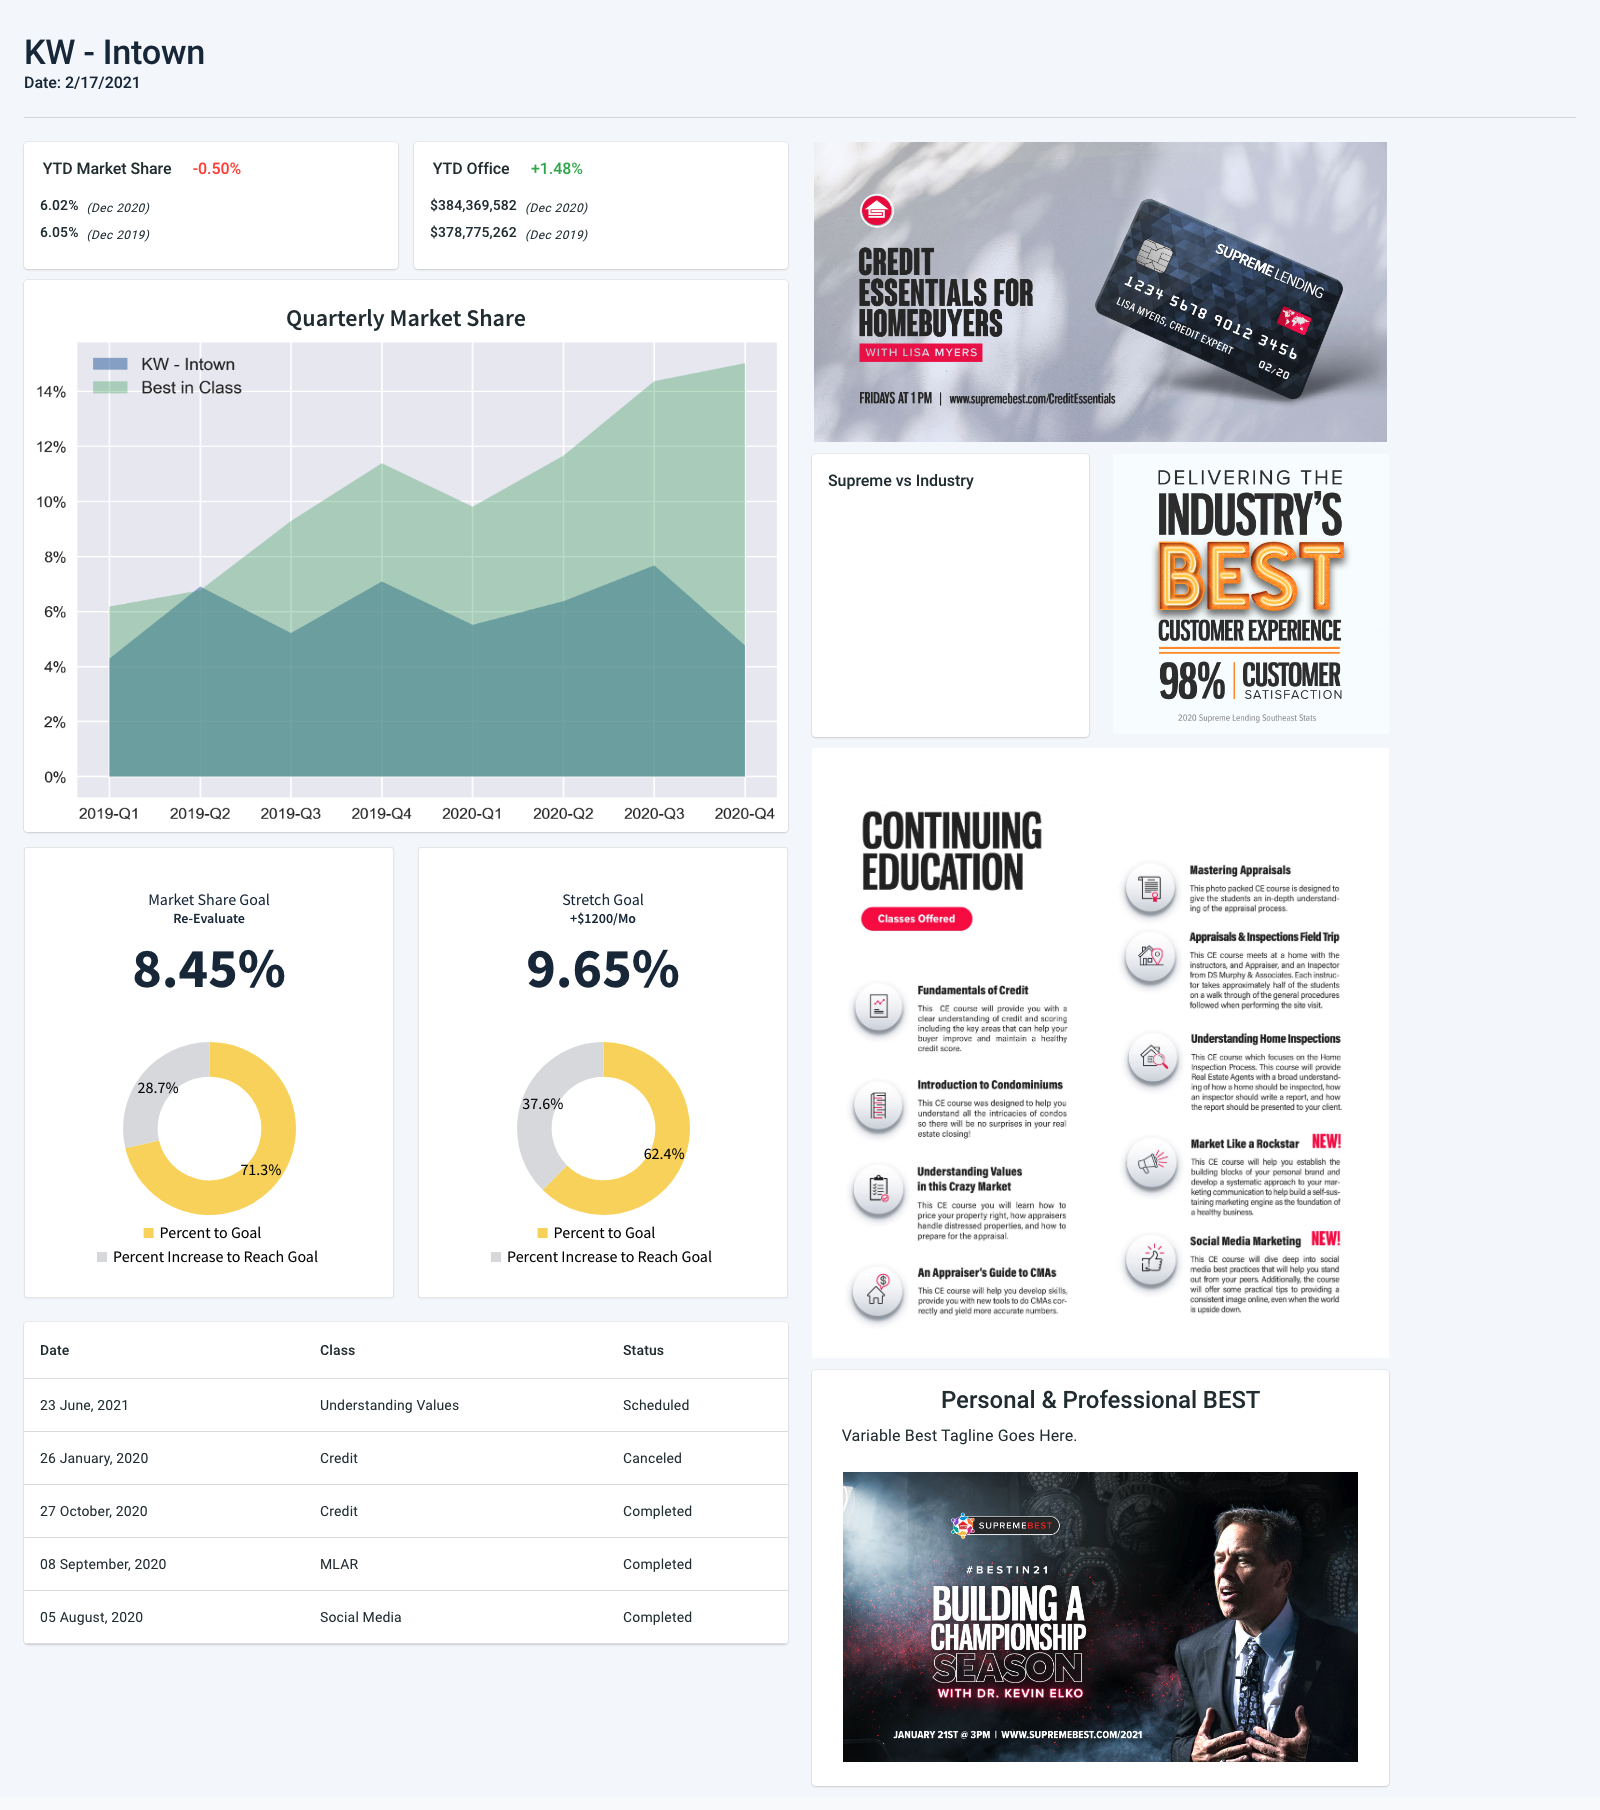 KW - Intown
Date: 2/17/2021
YTD Market Share -0.50%
6.02% (Dec 2020)
6.05% (Dec 2019)
YTD Office +1.48%
$384,369,582 (Dec 2020)
$378,775,262 (Dec 2019)
Quarterly Market Share
KW - Intown
Best in Class
14%
12%
10%
8%
6%
4%
2%
0%
2019-Q1 2019-Q2 2019-Q3 2019-Q4 2020-Q1 2020-Q2 2020-Q3 2020-Q4
Market Share Goal
Re-Evaluate
8.45%
28.7%
71.3%
Percent to Goal
Percent Increase to Reach Goal
Stretch Goal
+$1200/Mo
9.65%
37.6%
62.4%
Percent to Goal
Percent Increase to Reach Goal
Date Class Status
23 June, 2021 Understanding Values Scheduled
26 January, 2020 Credit Canceled
27 October, 2020 Credit Completed
08 September, 2020 MLAR Completed
05 August, 2020 Social Media Completed
CREDIT
ESSENTIALS FOR
HOMEBUYERS
WITH LISA MYERS
FRIDAYS AT 1 PM | www.supremebest.com/CreditEssentials
SUPREME LENDING
1234 5678 9012 3456
LISA MYERS, CREDIT EXPERT
02/20
Supreme vs Industry
DELIVERING THE
INDUSTRY'S
BEST
CUSTOMER EXPERIENCE
98% CUSTOMER
SATISFACTION
2020 Supreme Lending Southeast Stats
CONTINUING
EDUCATION
Classes Offered
Fundamentals of Credit
This CE course will provide you with a
clear understanding of credit and scoring
including the key areas that can help your
buyer improve and maintain a healthy
credit score.
Introduction to Condominiums
This CE course was designed to help you
understand all the intricacies of condos
so there will be no surprises in your real
estate closing!
Understanding Values
in this Crazy Market
This CE course you will learn how to
price your property right, how appraisers
handle distressed properties, and how to
prepare for the appraisal.
An Appraiser's Guide to CMAs
This CE course will help you develop skills,
provide you with new tools to do CMAs cor-
rectly and yield more accurate numbers.
Mastering Appraisals
This photo packed CE course is designed to
give the students an in-depth understand-
ing of the appraisal process.
Appraisals & Inspections Field Trip
This CE course meets at a home with the
instructors, and Appraiser, and an Inspector
from DS Murphy & Associates. Each instruc-
tor takes approximately half of the students
on a walk through of the general procedures
followed when performing the site visit.
Understanding Home Inspections
This CE course which focuses on the Home
Inspection Process. This course will provide
Real Estate Agents with a broad understand-
ing of how a home should be inspected, how
an inspector should write a report, and how
the report should be presented to your client.
Market Like a Rockstar NEW!
This CE course will help you establish the
building blocks of your personal brand and
develop a systematic approach to your mar-
keting communication to help build a self-sus-
taining marketing engine as the foundation of
a healthy business.
Social Media Marketing NEW!
This CE course will dive deep into social
media best practices that will help you stand
out from your peers. Additionally, the course
will offer some practical tips to providing a
consistent image online, even when the world
is upside down.
Personal & Professional BEST
Variable Best Tagline Goes Here.
SUPREMEBEST
#BESTIN21
BUILDING A
CHAMPIONSHIP
SEASON
WITH DR. KEVIN ELKO
JANUARY 21ST @ 3PM | WWW.SUPREMEBEST.COM/2021